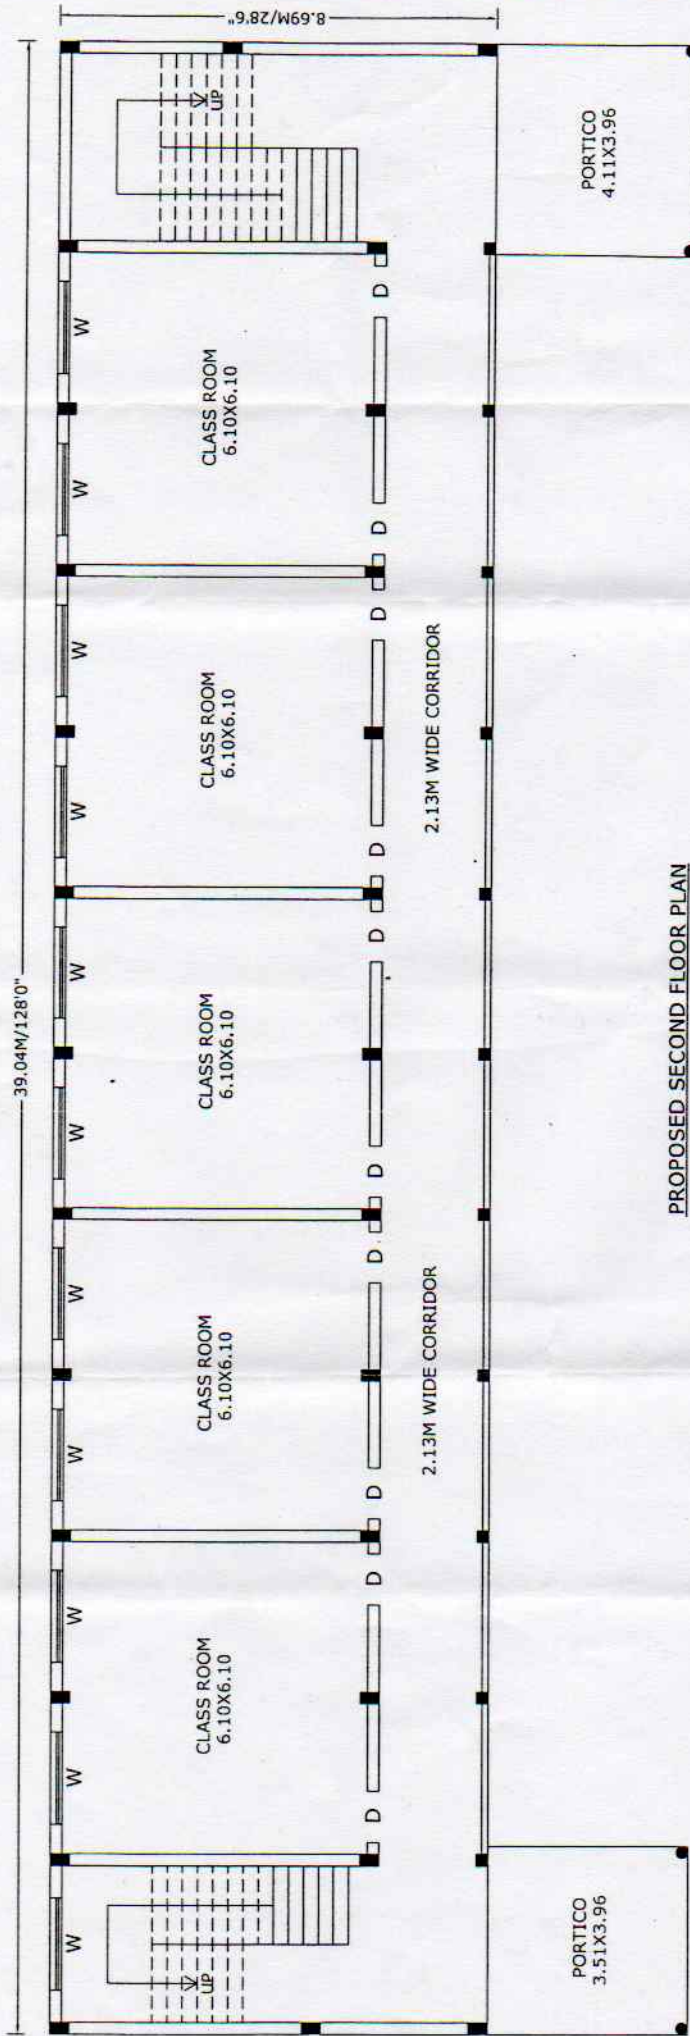 39.04M/128'0"
8.69M/28'6"
W W W W W W W W W W W
UP
UP
CLASS ROOM
6.10X6.10
CLASS ROOM
6.10X6.10
CLASS ROOM
6.10X6.10
CLASS ROOM
6.10X6.10
CLASS ROOM
6.10X6.10
D D D D D D D D D D
2.13M WIDE CORRIDOR
2.13M WIDE CORRIDOR
PORTICO
3.51X3.96
PORTICO
4.11X3.96
PROPOSED SECOND FLOOR PLAN